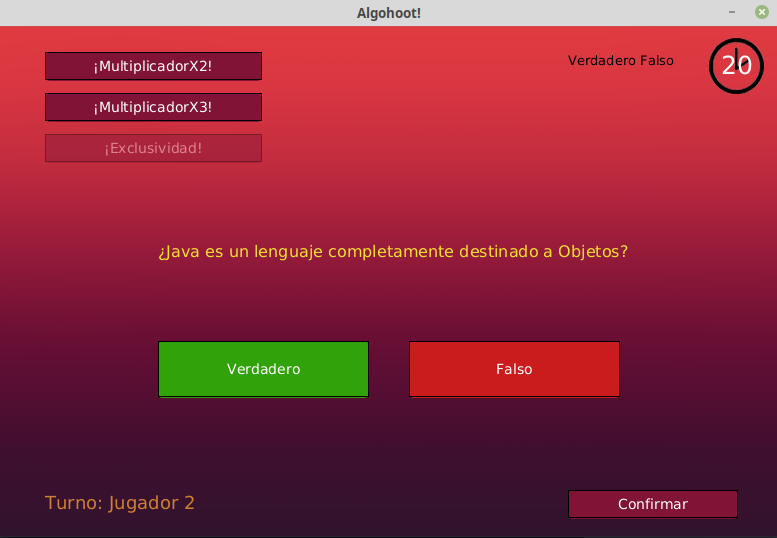 Algohoot!
¡MultiplicadorX2!
Verdadero Falso
20
¡MultiplicadorX3!
¡Exclusividad!
¿Java es un lenguaje completamente destinado a Objetos?
Verdadero
Falso
Turno: Jugador 2
Confirmar